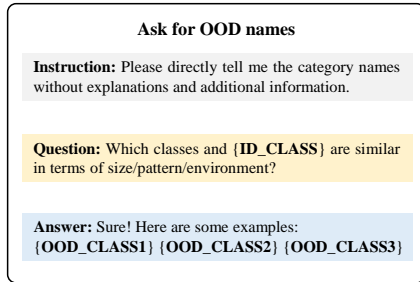 Ask for OOD names
Instruction: Please directly tell me the category names
without explanations and additional information.
Question: Which classes and {ID_CLASS} are similar
in terms of size/pattern/environment?
Answer: Sure! Here are some examples:
{OOD_CLASS1} {OOD_CLASS2} {OOD_CLASS3}